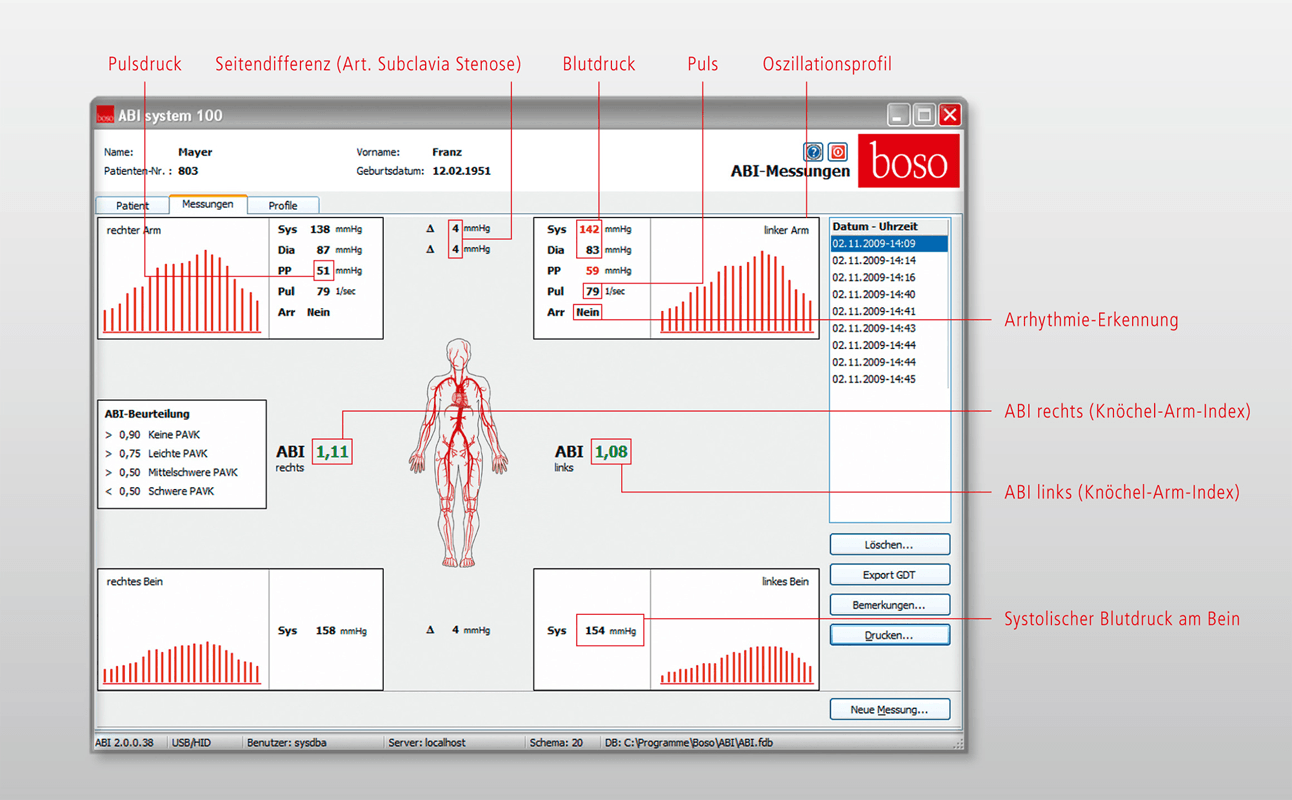 Pulsdruck
Seitendifferenz (Art. Subclavia Stenose)
Blutdruck
Puls
Oszillationsprofil
boso ABI system 100
Name: Mayer
Vorname: Franz
Patienten-Nr. : 803
Geburtsdatum: 12.02.1951
ABI-Messungen
boso
Patient
Messungen
Profile
rechter Arm
Sys 138 mmHg
Dia 87 mmHg
PP 51 mmHg
Pul 79 1/sec
Arr Nein
Δ 4 mmHg
Δ 4 mmHg
Sys 142 mmHg
Dia 83 mmHg
PP 59 mmHg
Pul 79 1/sec
Arr Nein
linker Arm
Datum - Uhrzeit
02.11.2009-14:09
02.11.2009-14:14
02.11.2009-14:16
02.11.2009-14:40
02.11.2009-14:41
02.11.2009-14:43
02.11.2009-14:44
02.11.2009-14:44
02.11.2009-14:45
Arrhythmie-Erkennung
ABI rechts (Knöchel-Arm-Index)
ABI links (Knöchel-Arm-Index)
ABI-Beurteilung
> 0,90 Keine PAVK
> 0,75 Leichte PAVK
> 0,50 Mittelschwere PAVK
< 0,50 Schwere PAVK
ABI 1,11
rechts
ABI 1,08
links
rechtes Bein
Sys 158 mmHg
Δ 4 mmHg
Sys 154 mmHg
linkes Bein
Löschen...
Export GDT
Bemerkungen...
Drucken...
Systolischer Blutdruck am Bein
Neue Messung...
ABI 2.0.0.38
USB/HID
Benutzer: sysdba
Server: localhost
Schema: 20
DB: C:\Programme\Boso\ABI\ABI.fdb